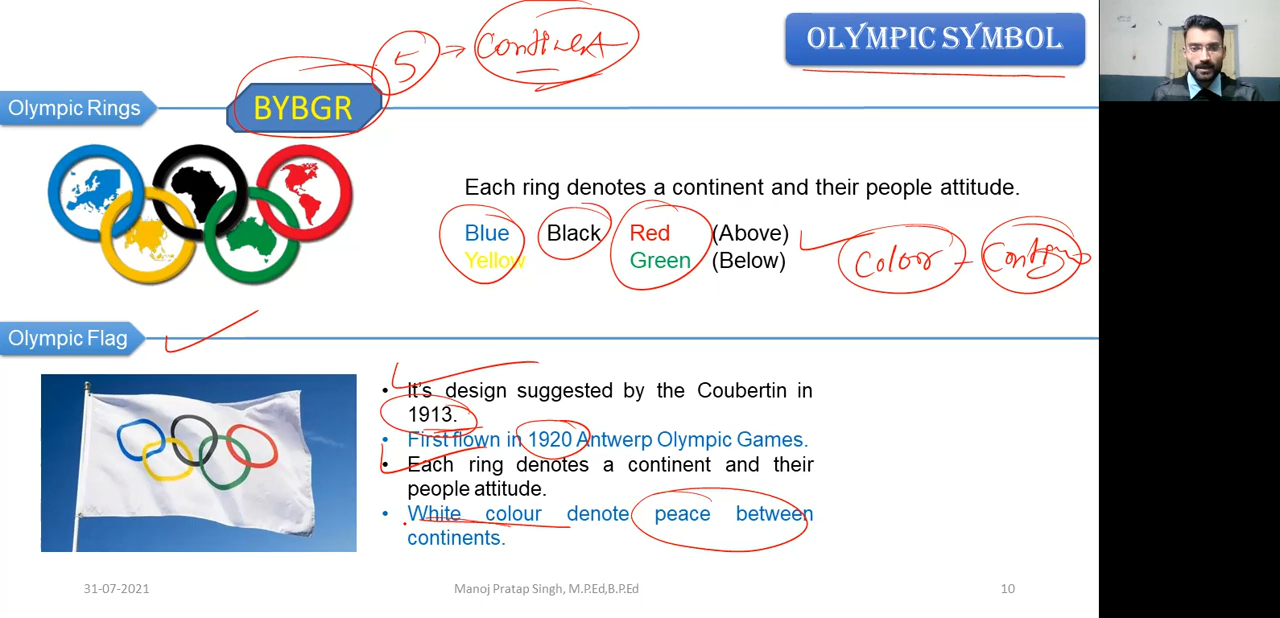 5 → Continent
OLYMPIC SYMBOL
Olympic Rings
BYBGR
Each ring denotes a continent and their people attitude.
Blue Black Red (Above)
Yellow Green (Below)
Colour -
Olympic Flag
• It's design suggested by the Coubertin in
1913.
• First flown in 1920 Antwerp Olympic Games.
• Each ring denotes a continent and their
people attitude.
• White colour denote peace between
continents.
31-07-2021
Manoj Pratap Singh, M.P.Ed,B.P.Ed
10